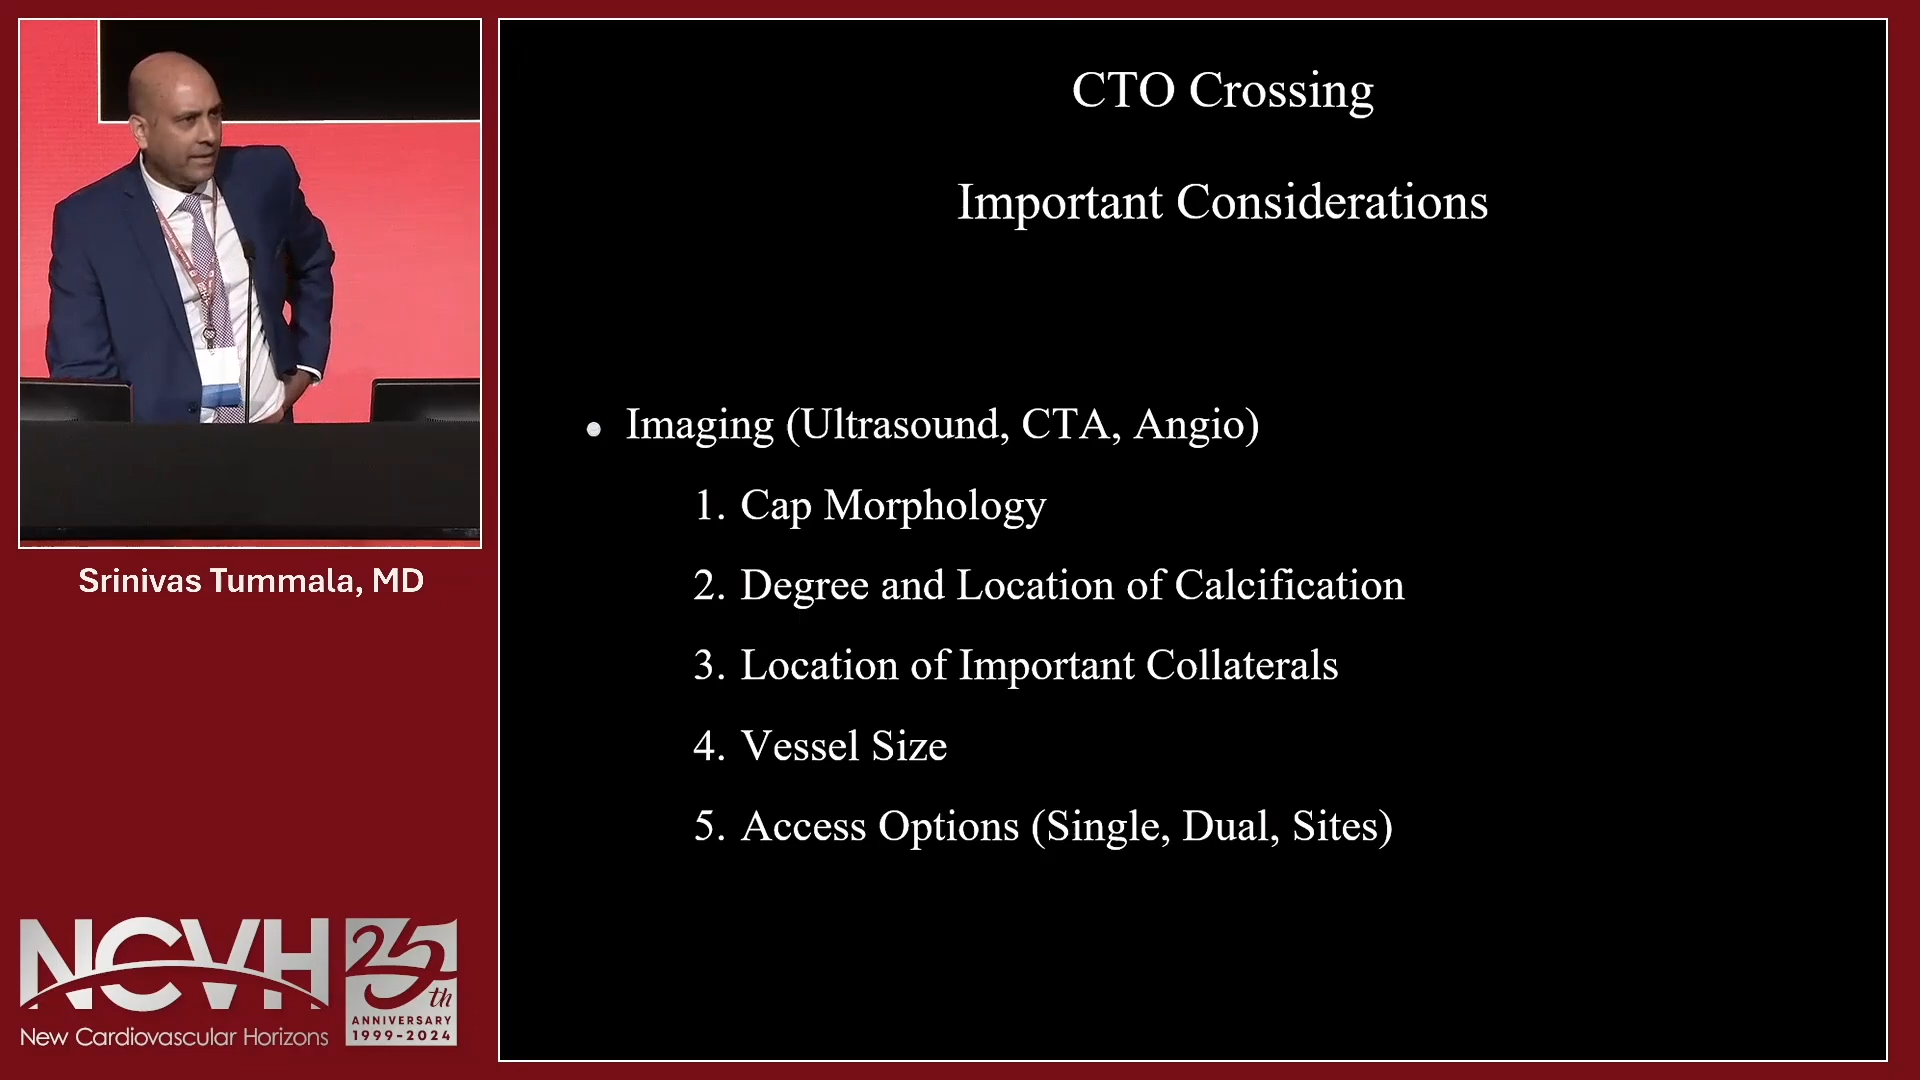 CTO Crossing
Important Considerations
• Imaging (Ultrasound, CTA, Angio)
1. Cap Morphology
2. Degree and Location of Calcification
3. Location of Important Collaterals
4. Vessel Size
5. Access Options (Single, Dual, Sites)
Srinivas Tummala, MD
NCVH
New Cardiovascular Horizons
25th
ANNIVERSARY
1999-2024